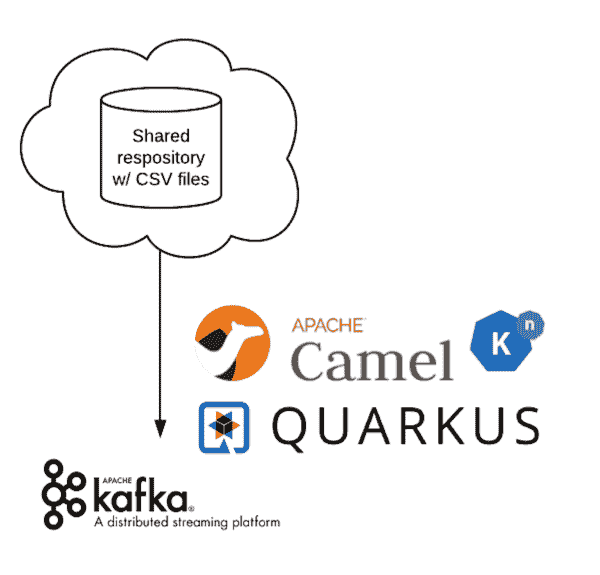 Shared
respository
w/ CSV files
APACHE
Camel
K
n
QUARKUS
APACHE
kafka®
A distributed streaming platform